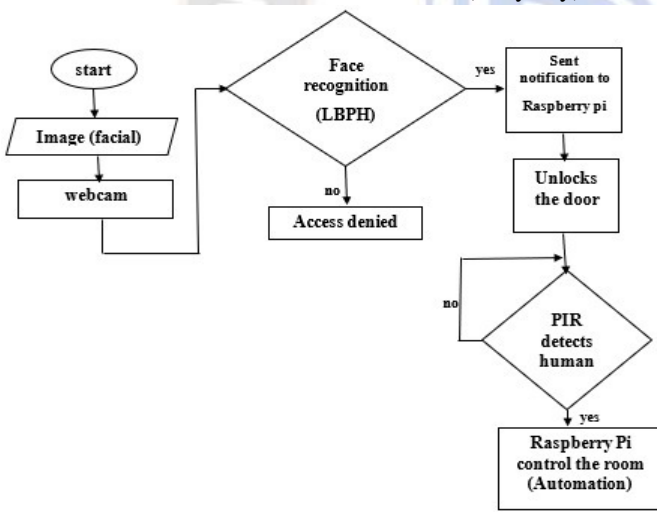 start
Image (facial)
webcam
Face
recognition
(LBPH)
yes
no
Access denied
Sent
notification to
Raspberry pi
Unlocks
the door
no
PIR
detects
human
yes
Raspberry Pi
control the room
(Automation)